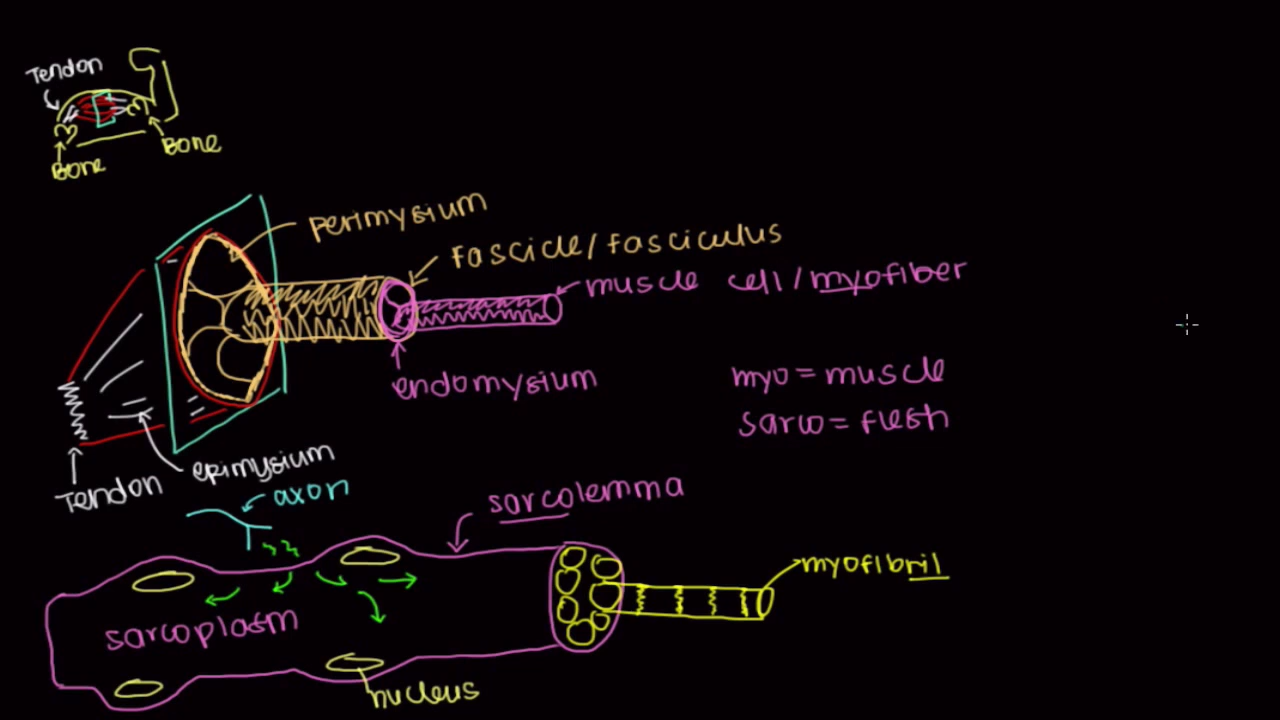 Tendon
Bone
Bone
perimysium
fascicle/fasciculus
muscle cell/myofiber
endomysium
myo = muscle
sarco = flesh
epimysium
Tendon
axon
sarcolemma
myofibril
sarcoplasm
nucleus